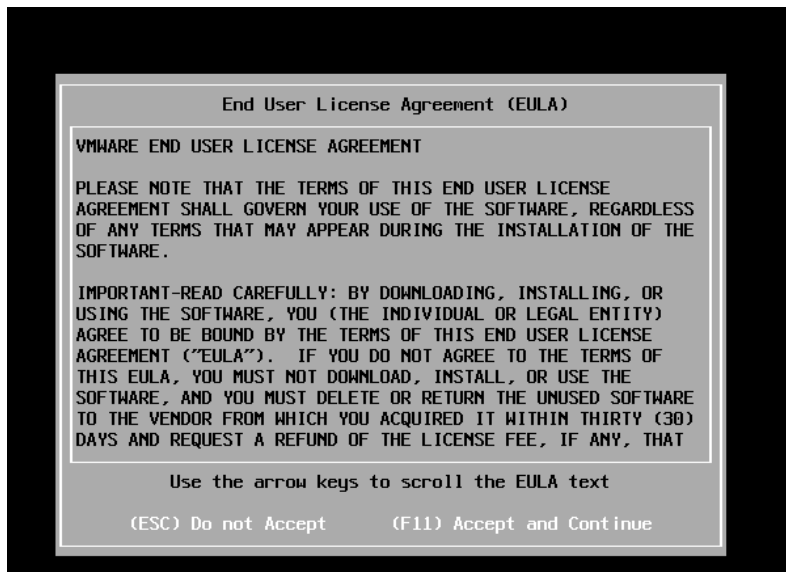 End User License Agreement (EULA)
VMWARE END USER LICENSE AGREEMENT
PLEASE NOTE THAT THE TERMS OF THIS END USER LICENSE
AGREEMENT SHALL GOVERN YOUR USE OF THE SOFTWARE, REGARDLESS
OF ANY TERMS THAT MAY APPEAR DURING THE INSTALLATION OF THE
SOFTWARE.
IMPORTANT-READ CAREFULLY: BY DOWNLOADING, INSTALLING, OR
USING THE SOFTWARE, YOU (THE INDIVIDUAL OR LEGAL ENTITY)
AGREE TO BE BOUND BY THE TERMS OF THIS END USER LICENSE
AGREEMENT ("EULA").  IF YOU DO NOT AGREE TO THE TERMS OF
THIS EULA, YOU MUST NOT DOWNLOAD, INSTALL, OR USE THE
SOFTWARE, AND YOU MUST DELETE OR RETURN THE UNUSED SOFTWARE
TO THE VENDOR FROM WHICH YOU ACQUIRED IT WITHIN THIRTY (30)
DAYS AND REQUEST A REFUND OF THE LICENSE FEE, IF ANY, THAT
Use the arrow keys to scroll the EULA text
(ESC) Do not Accept (F11) Accept and Continue